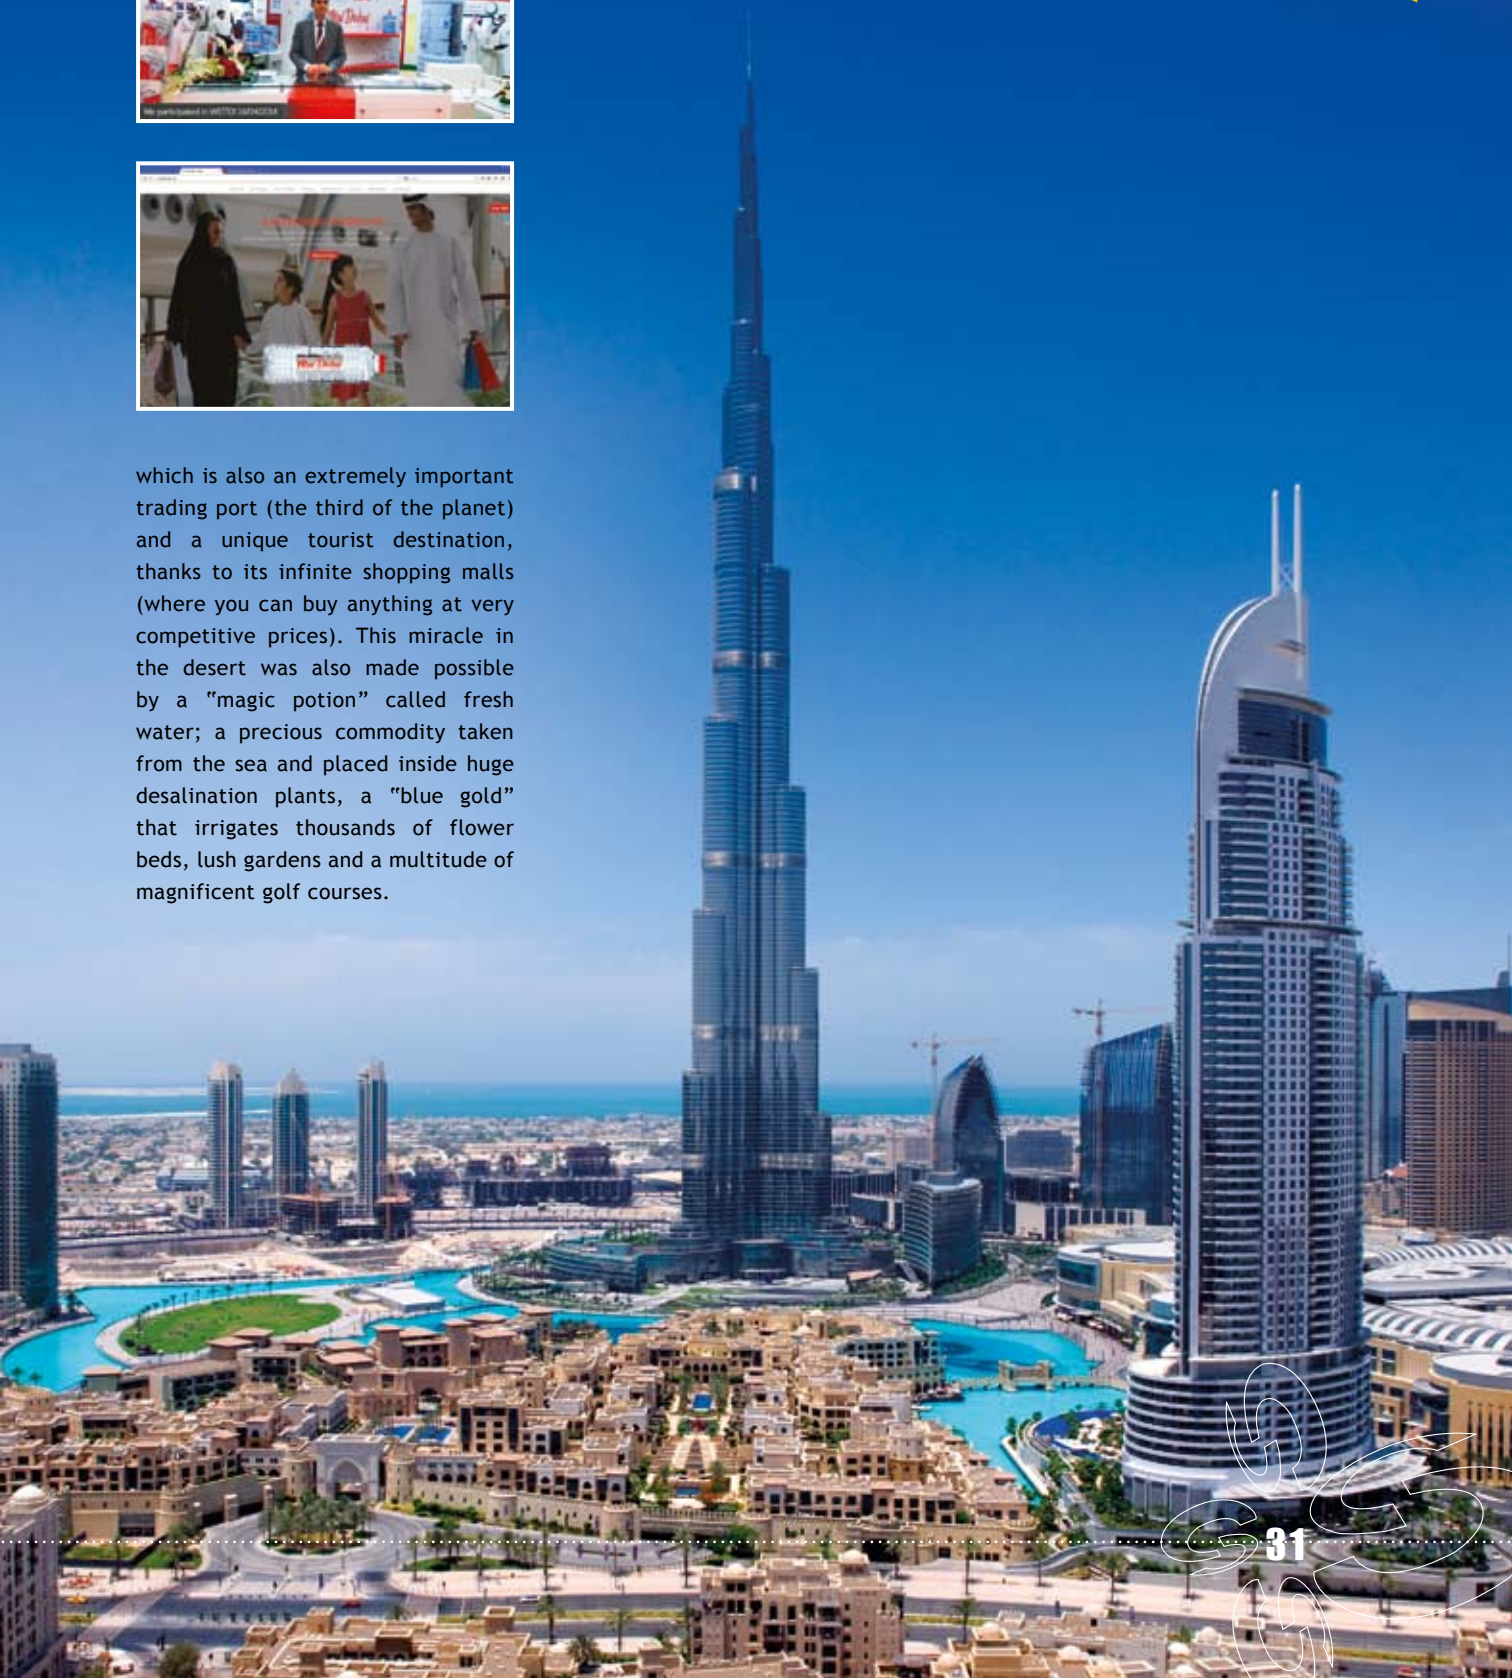 We participated in
which is also an extremely important
trading port (the third of the planet)
and a unique tourist destination,
thanks to its infinite shopping malls
(where you can buy anything at very
competitive prices). This miracle in
the desert was also made possible
by a “magic potion” called fresh
water; a precious commodity taken
from the sea and placed inside huge
desalination plants, a “blue gold”
that irrigates thousands of flower
beds, lush gardens and a multitude of
magnificent golf courses.
31